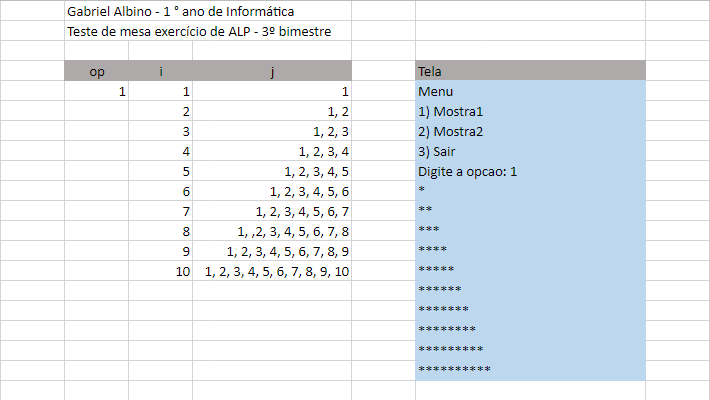 Gabriel Albino - 1 ° ano de Informática
Teste de mesa exercício de ALP - 3º bimestre
op i j Tela
1 1 1 Menu
2 1, 2 1) Mostra1
3 1, 2, 3 2) Mostra2
4 1, 2, 3, 4 3) Sair
5 1, 2, 3, 4, 5 Digite a opcao: 1
6 1, 2, 3, 4, 5, 6 *
7 1, 2, 3, 4, 5, 6, 7 **
8 1, ,2, 3, 4, 5, 6, 7, 8 ***
9 1, 2, 3, 4, 5, 6, 7, 8, 9 ****
10 1, 2, 3, 4, 5, 6, 7, 8, 9, 10 *****
******
*******
********
*********
**********